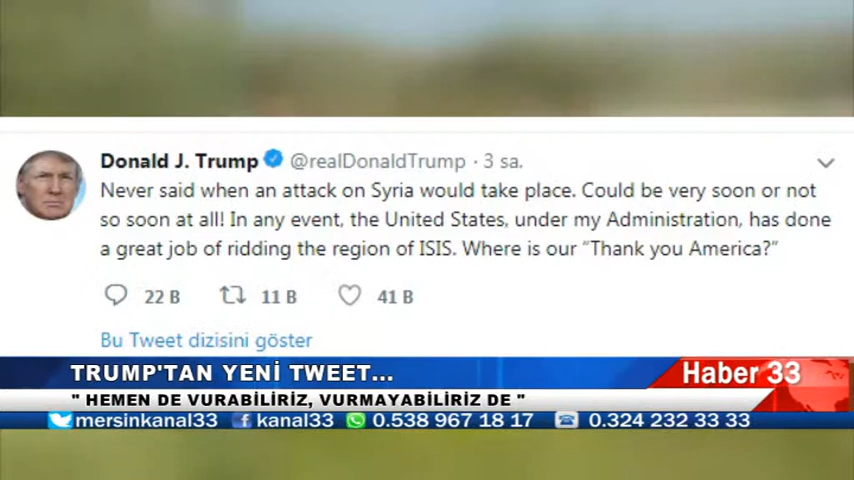 Donald J. Trump @realDonaldTrump · 3 sa.
Never said when an attack on Syria would take place. Could be very soon or not
so soon at all! In any event, the United States, under my Administration, has done
a great job of ridding the region of ISIS. Where is our “Thank you America?”
22 B 11 B 41 B
Bu Tweet dizisini göster
TRUMP'TAN YENİ TWEET...
Haber 33
" HEMEN DE VURABİLİRİZ, VURMAYABİLİRİZ DE "
mersinkanal33 kanal33 0.538 967 18 17 0.324 232 33 33